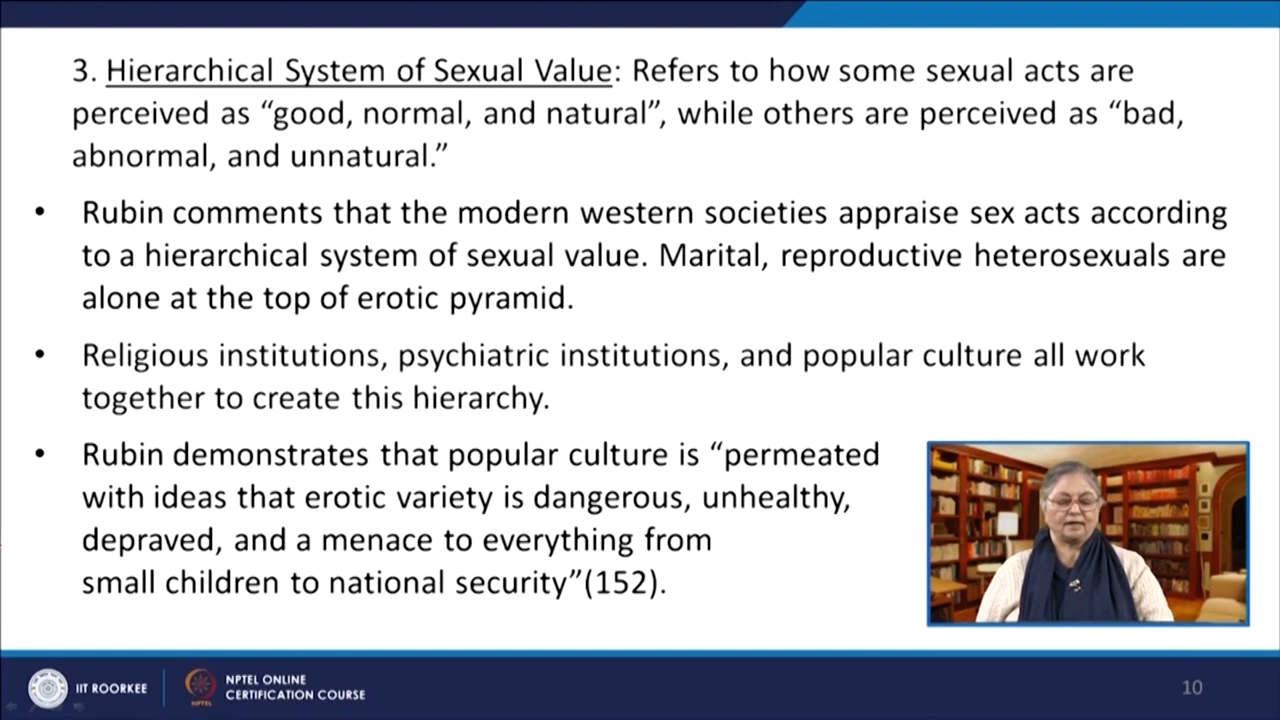 3. Hierarchical System of Sexual Value: Refers to how some sexual acts are
perceived as “good, normal, and natural”, while others are perceived as “bad,
abnormal, and unnatural.”
• Rubin comments that the modern western societies appraise sex acts according
to a hierarchical system of sexual value. Marital, reproductive heterosexuals are
alone at the top of erotic pyramid.
• Religious institutions, psychiatric institutions, and popular culture all work
together to create this hierarchy.
• Rubin demonstrates that popular culture is “permeated
with ideas that erotic variety is dangerous, unhealthy,
depraved, and a menace to everything from
small children to national security”(152).
IIT ROORKEE
NPTEL
NPTEL ONLINE
CERTIFICATION COURSE
10